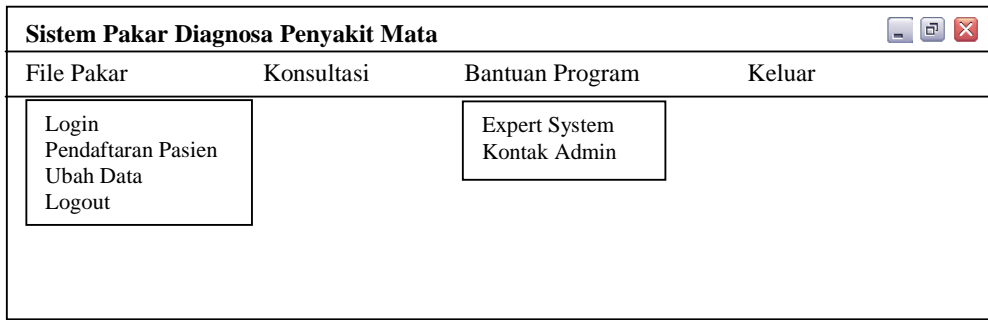 Sistem Pakar Diagnosa Penyakit Mata
File Pakar Konsultasi Bantuan Program Keluar
Login
Pendaftaran Pasien
Ubah Data
Logout
Expert System
Kontak Admin